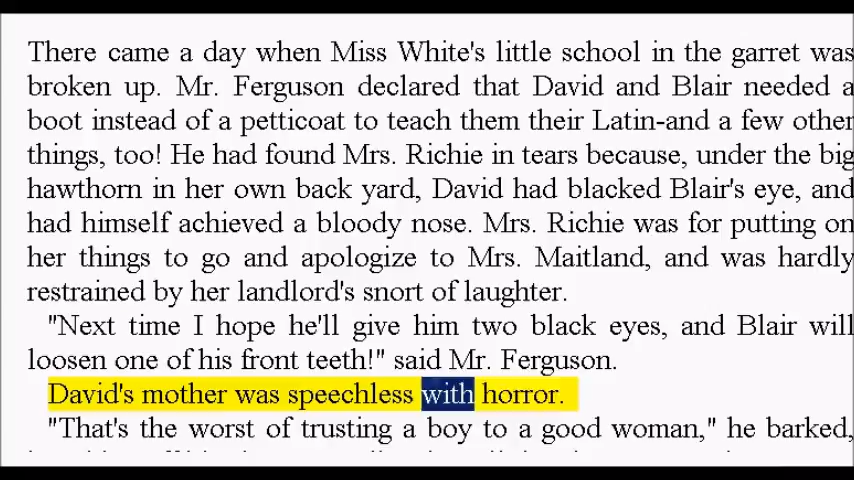 There came a day when Miss White's little school in the garret was
broken up. Mr. Ferguson declared that David and Blair needed a
boot instead of a petticoat to teach them their Latin-and a few other
things, too! He had found Mrs. Richie in tears because, under the big
hawthorn in her own back yard, David had blacked Blair's eye, and
had himself achieved a bloody nose. Mrs. Richie was for putting on
her things to go and apologize to Mrs. Maitland, and was hardly
restrained by her landlord's snort of laughter.
"Next time I hope he'll give him two black eyes, and Blair will
loosen one of his front teeth!" said Mr. Ferguson.
David's mother was speechless with horror.
"That's the worst of trusting a boy to a good woman," he barked,